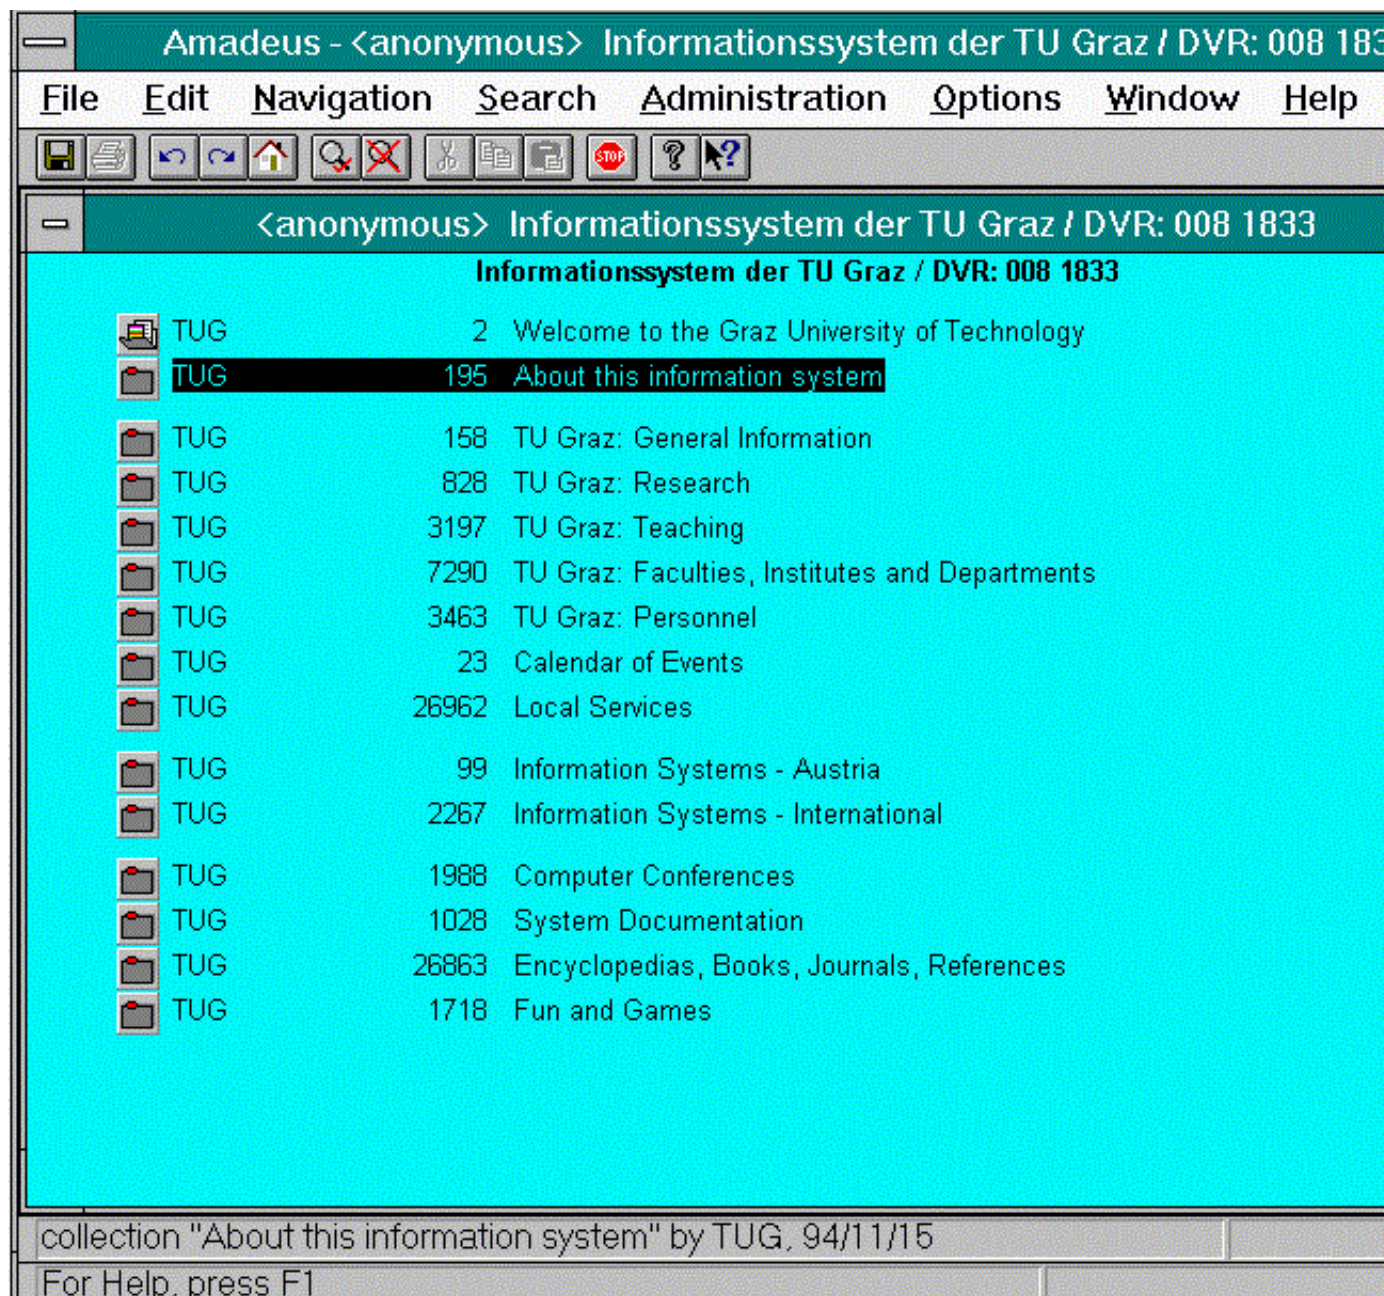 Amadeus - <anonymous> Informationssystem der TU Graz / DVR: 008 183
File Edit Navigation Search Administration Options Window Help
STOP ? ?
<anonymous> Informationssystem der TU Graz / DVR: 008 1833
Informationssystem der TU Graz / DVR: 008 1833
TUG 2 Welcome to the Graz University of Technology
TUG 195 About this information system
TUG 158 TU Graz: General Information
TUG 828 TU Graz: Research
TUG 3197 TU Graz: Teaching
TUG 7290 TU Graz: Faculties, Institutes and Departments
TUG 3463 TU Graz: Personnel
TUG 23 Calendar of Events
TUG 26962 Local Services
TUG 99 Information Systems - Austria
TUG 2267 Information Systems - International
TUG 1988 Computer Conferences
TUG 1028 System Documentation
TUG 26863 Encyclopedias, Books, Journals, References
TUG 1718 Fun and Games
collection "About this information system" by TUG, 94/11/15
For Help, press F1